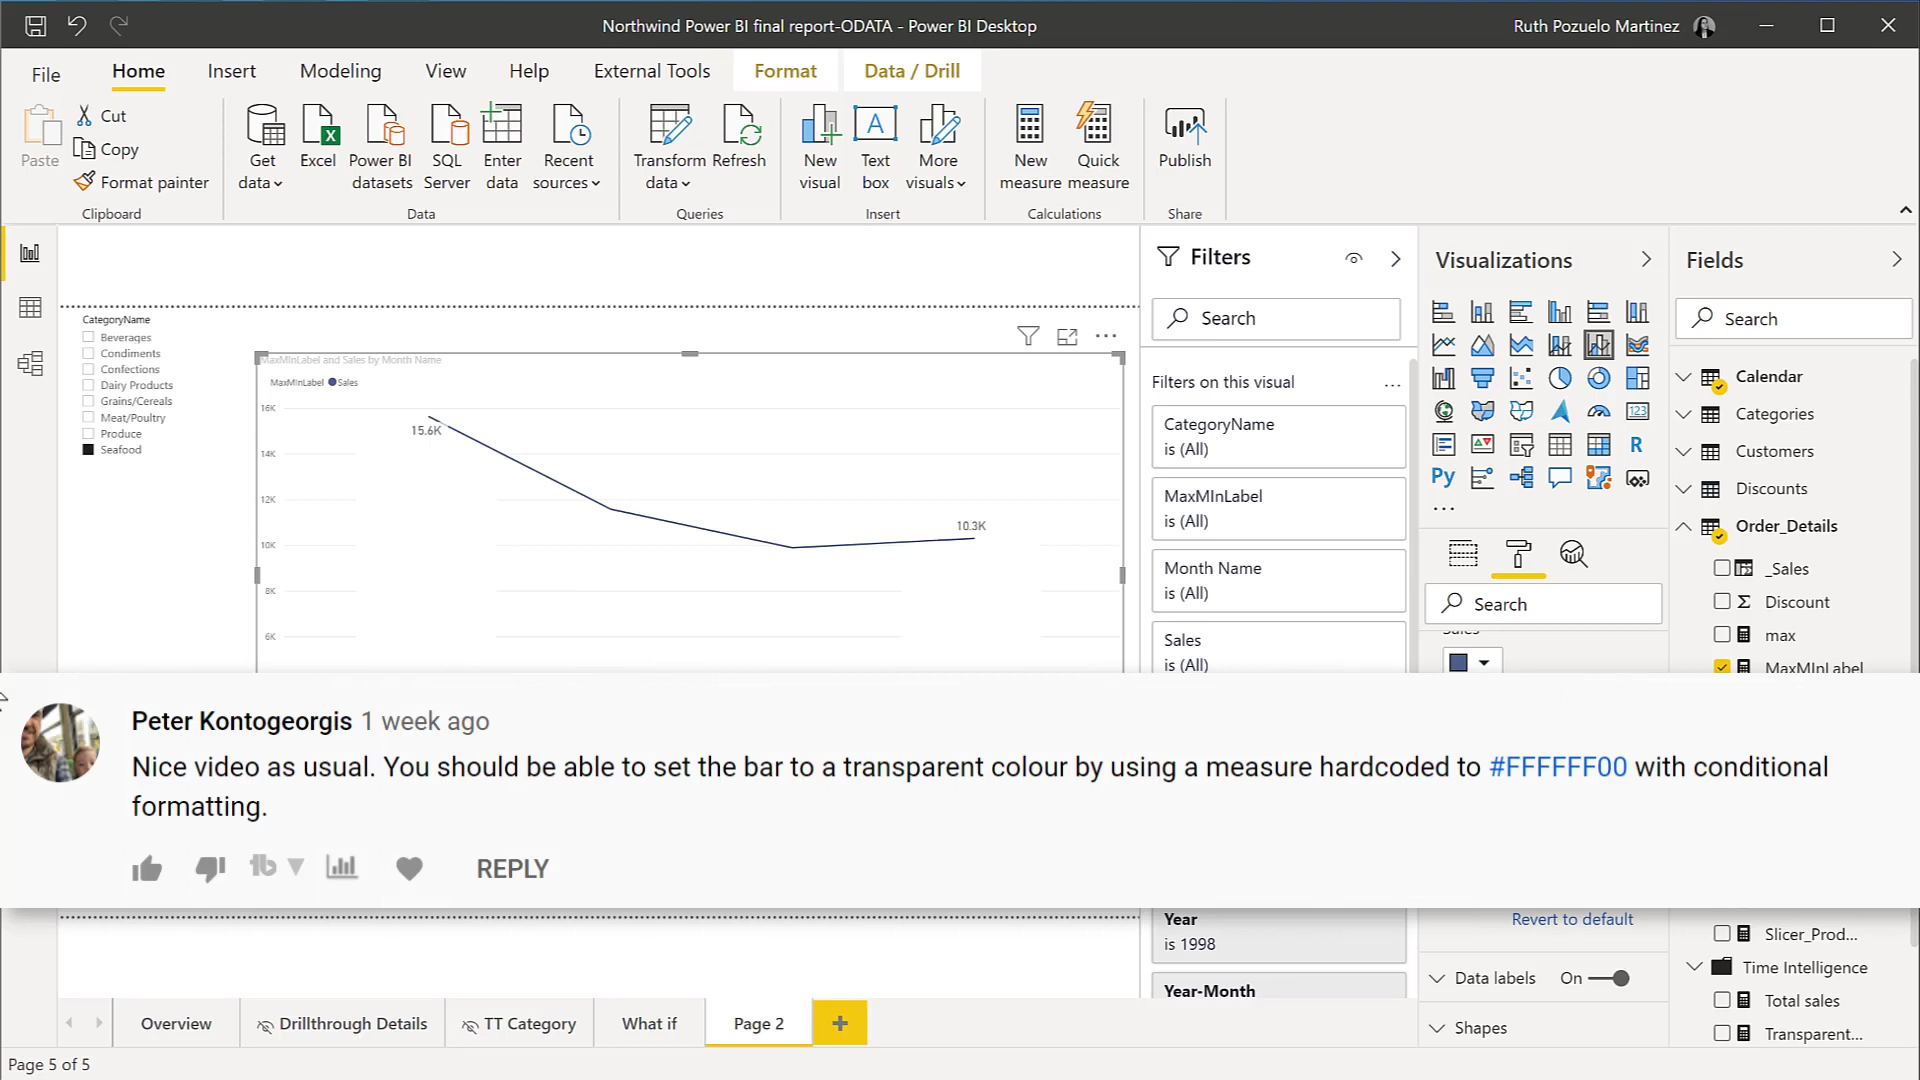 Northwind Power BI final report-ODATA - Power BI Desktop
Ruth Pozuelo Martinez
File
Home
Insert
Modeling
View
Help
External Tools
Format
Data / Drill
Paste
Cut
Copy
Format painter
Clipboard
Get data
Excel
Power BI datasets
SQL Server
Enter data
Recent sources
Data
Transform data
Refresh
Queries
New visual
Text box
More visuals
Insert
New measure
Quick measure
Calculations
Publish
Share
CategoryName
Beverages
Condiments
Confections
Dairy Products
Grains/Cereals
Meat/Poultry
Produce
Seafood
MaxMInLabel and Sales by Month Name
MaxMInLabel
Sales
16K
14K
12K
10K
8K
6K
15.6K
10.3K
Filters
Search
Filters on this visual
CategoryName
is (All)
MaxMInLabel
is (All)
Month Name
is (All)
Sales
is (All)
Visualizations
123
R
Py
Search
Fields
Search
Calendar
Categories
Customers
Discounts
Order_Details
_Sales
Discount
max
MaxMInLabel
Peter Kontogeorgis 1 week ago
Nice video as usual. You should be able to set the bar to a transparent colour by using a measure hardcoded to #FFFFFF00 with conditional
formatting.
REPLY
Year
is 1998
Year-Month
Revert to default
Data labels On
Shapes
Slicer_Prod...
Time Intelligence
Total sales
Transparent...
Overview
Drillthrough Details
TT Category
What if
Page 2
Page 5 of 5